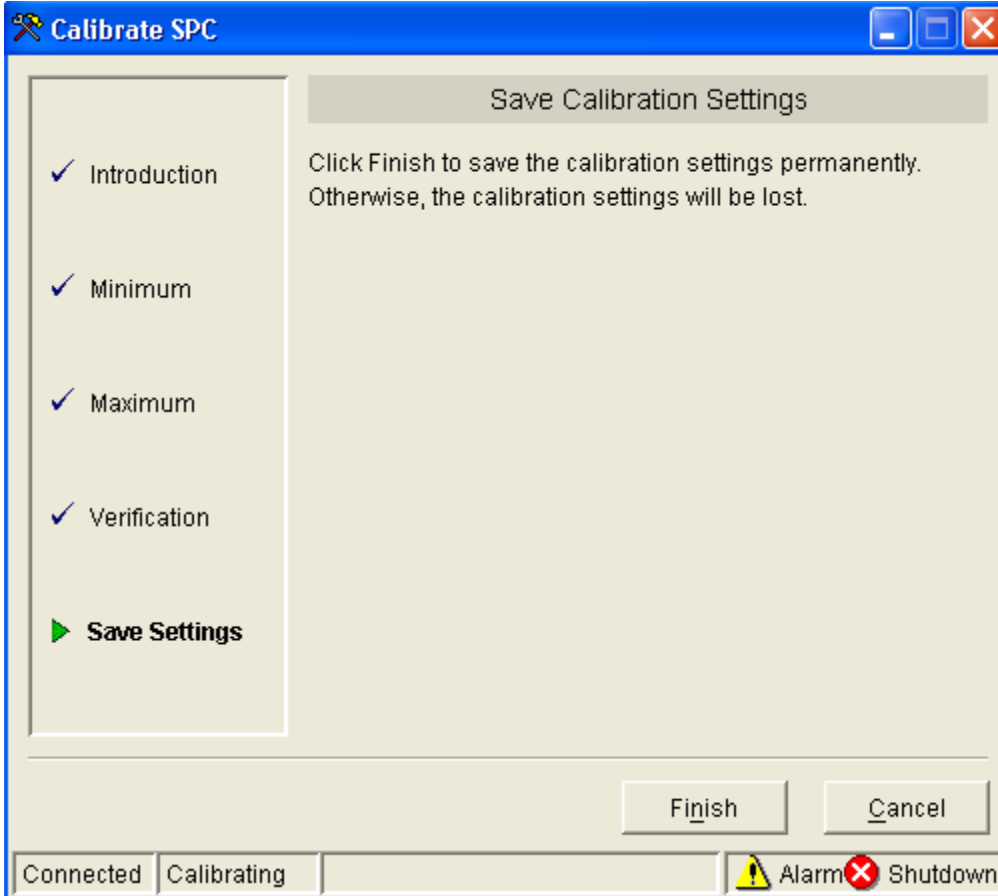 Calibrate SPC
Save Calibration Settings
Introduction
Click Finish to save the calibration settings permanently.
Otherwise, the calibration settings will be lost.
Minimum
Maximum
Verification
Save Settings
Finish
Cancel
Connected
Calibrating
Alarm
Shutdown